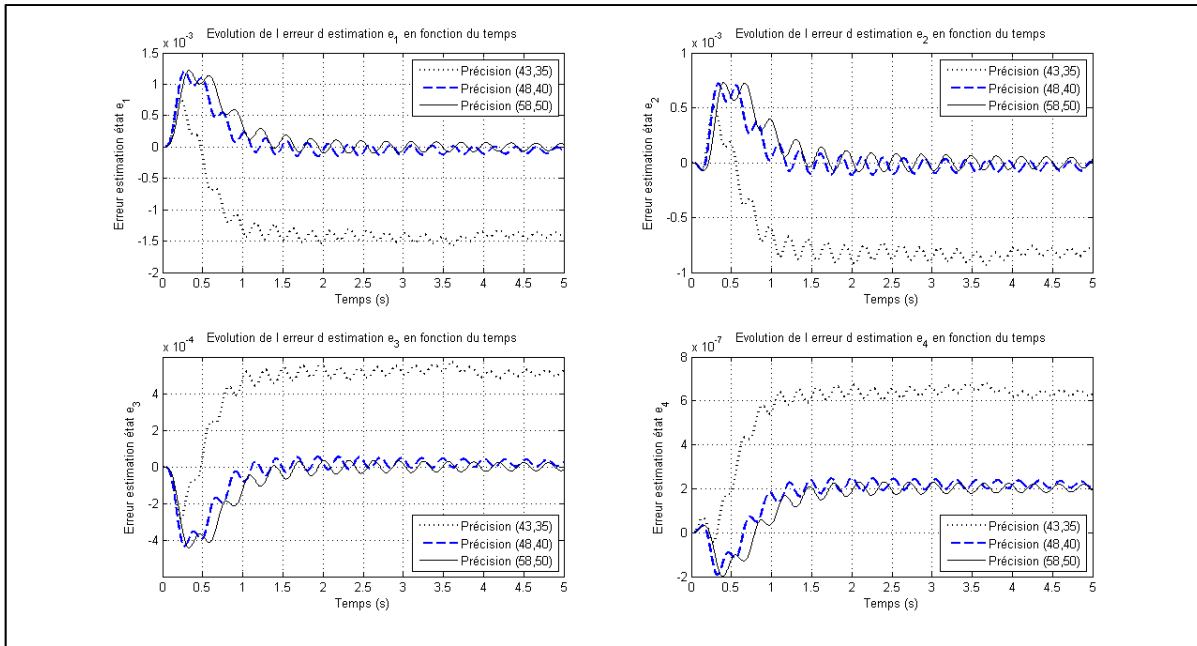 Evolution de l erreur d estimation e1 en fonction du temps
x 10-3
1.5
1
0.5
0
-0.5
-1
-1.5
-2
Erreur estimation état e1
0 0.5 1 1.5 2 2.5 3 3.5 4 4.5 5
Temps (s)
Précision (43,35)
Précision (48,40)
Précision (58,50)
Evolution de l erreur d estimation e2 en fonction du temps
x 10-3
1
0.5
0
-0.5
-1
Erreur estimation état e2
0 0.5 1 1.5 2 2.5 3 3.5 4 4.5 5
Temps (s)
Précision (43,35)
Précision (48,40)
Précision (58,50)
Evolution de l erreur d estimation e3 en fonction du temps
x 10-4
4
2
0
-2
-4
Erreur estimation état e3
0 0.5 1 1.5 2 2.5 3 3.5 4 4.5 5
Temps (s)
Précision (43,35)
Précision (48,40)
Précision (58,50)
Evolution de l erreur d estimation e4 en fonction du temps
x 10-7
8
6
4
2
0
-2
Erreur estimation état e4
0 0.5 1 1.5 2 2.5 3 3.5 4 4.5 5
Temps (s)
Précision (43,35)
Précision (48,40)
Précision (58,50)